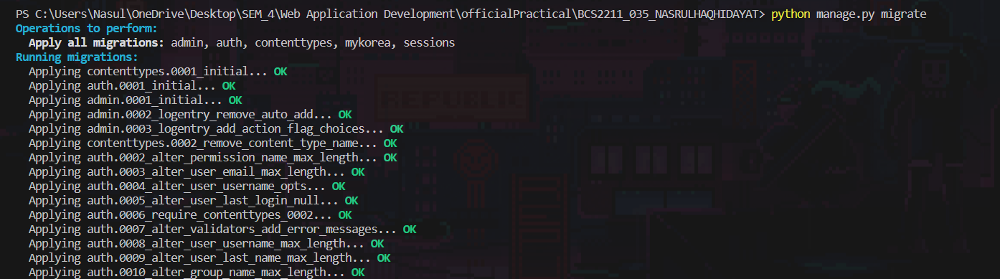 PS C:\Users\Nasul\OneDrive\Desktop\SEM_4\Web Application Development\officialPractical\BCS2211_035_NASRULHAQHIDAYAT> python manage.py migrate
Operations to perform:
  Apply all migrations: admin, auth, contenttypes, mykorea, sessions
Running migrations:
  Applying contenttypes.0001_initial... OK
  Applying auth.0001_initial... OK
  Applying admin.0001_initial... OK
  Applying admin.0002_logentry_remove_auto_add... OK
  Applying admin.0003_logentry_add_action_flag_choices... OK
  Applying contenttypes.0002_remove_content_type_name... OK
  Applying auth.0002_alter_permission_name_max_length... OK
  Applying auth.0003_alter_user_email_max_length... OK
  Applying auth.0004_alter_user_username_opts... OK
  Applying auth.0005_alter_user_last_login_null... OK
  Applying auth.0006_require_contenttypes_0002... OK
  Applying auth.0007_alter_validators_add_error_messages... OK
  Applying auth.0008_alter_user_username_max_length... OK
  Applying auth.0009_alter_user_last_name_max_length... OK
  Applying auth.0010_alter_group_name_max_length... OK
REPUBLIC